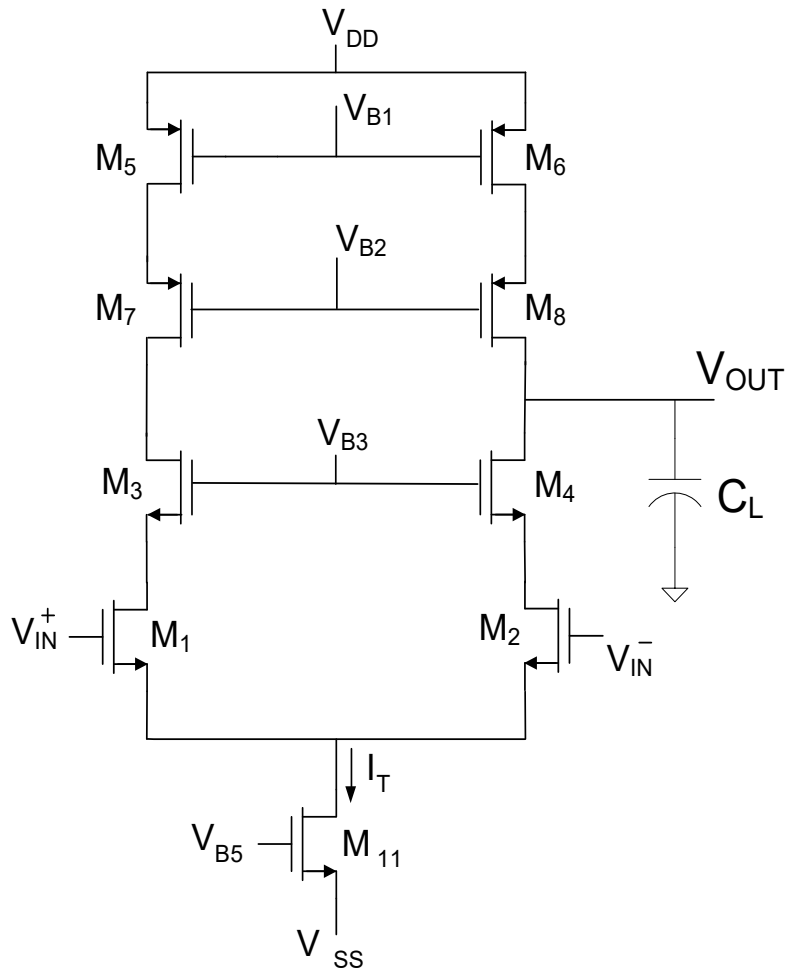 V_DD
V_B1
M_5 M_6
V_B2
M_7 M_8
V_OUT
V_B3
M_3 M_4
C_L
V_IN^+ M_1 M_2 V_IN^-
I_T
V_B5 M_11
V_SS